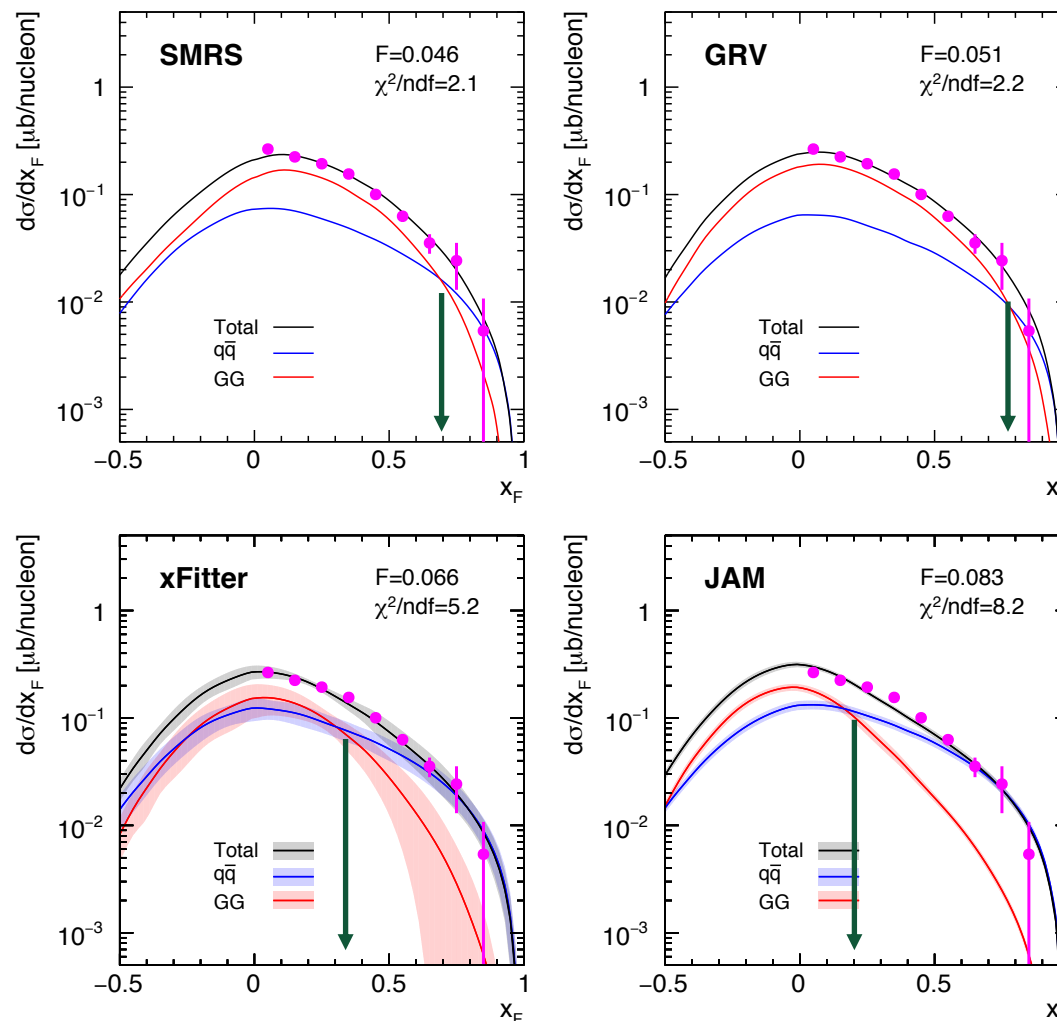 SMRS
F=0.046
χ²/ndf=2.1
dσ/dx_F [μb/nucleon]
1
10⁻¹
10⁻²
10⁻³
Total
qq̄
GG
−0.5 0 0.5 1
x_F
GRV
F=0.051
χ²/ndf=2.2
dσ/dx_F [μb/nucleon]
1
10⁻¹
10⁻²
10⁻³
Total
qq̄
GG
−0.5 0 0.5
x
xFitter
F=0.066
χ²/ndf=5.2
dσ/dx_F [μb/nucleon]
1
10⁻¹
10⁻²
10⁻³
Total
qq̄
GG
−0.5 0 0.5 1
x_F
JAM
F=0.083
χ²/ndf=8.2
dσ/dx_F [μb/nucleon]
1
10⁻¹
10⁻²
10⁻³
Total
qq̄
GG
−0.5 0 0.5
x